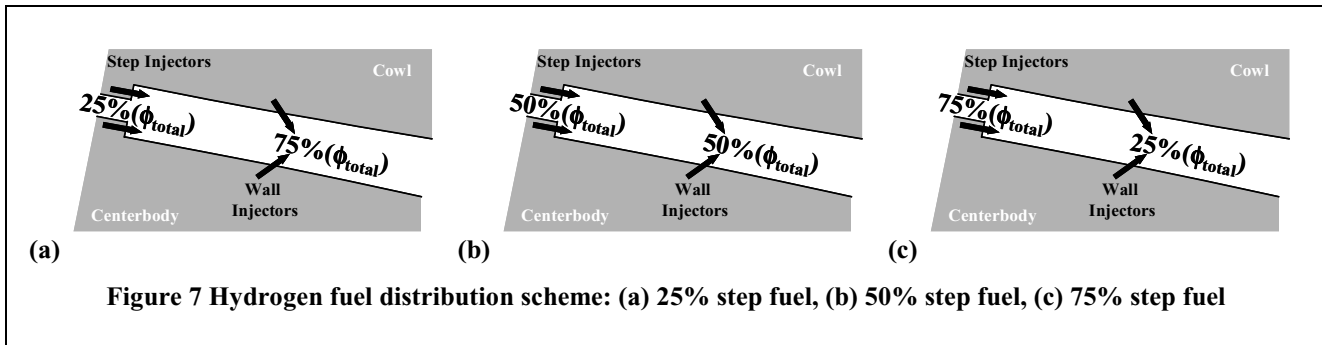 Step Injectors
Cowl
25%(ϕtotal)
75%(ϕtotal)
Wall
Injectors
Centerbody
(a)
Step Injectors
Cowl
50%(ϕtotal)
50%(ϕtotal)
Wall
Injectors
Centerbody
(b)
Step Injectors
Cowl
75%(ϕtotal)
25%(ϕtotal)
Wall
Injectors
Centerbody
(c)
Figure 7 Hydrogen fuel distribution scheme: (a) 25% step fuel, (b) 50% step fuel, (c) 75% step fuel